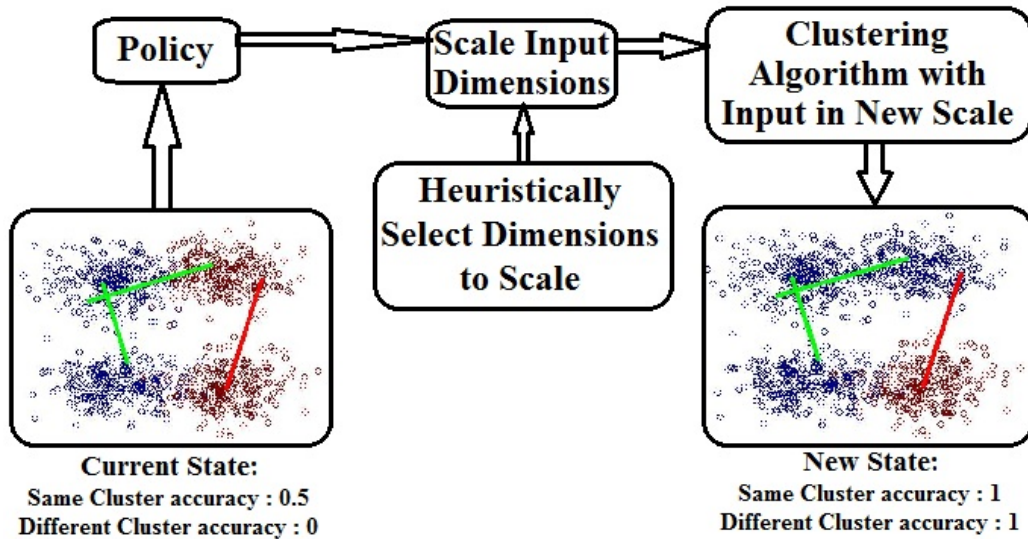 Policy
Scale Input
Dimensions
Clustering
Algorithm with
Input in New Scale
Heuristically
Select Dimensions
to Scale
Current State:
Same Cluster accuracy : 0.5
Different Cluster accuracy : 0
New State:
Same Cluster accuracy : 1
Different Cluster accuracy : 1